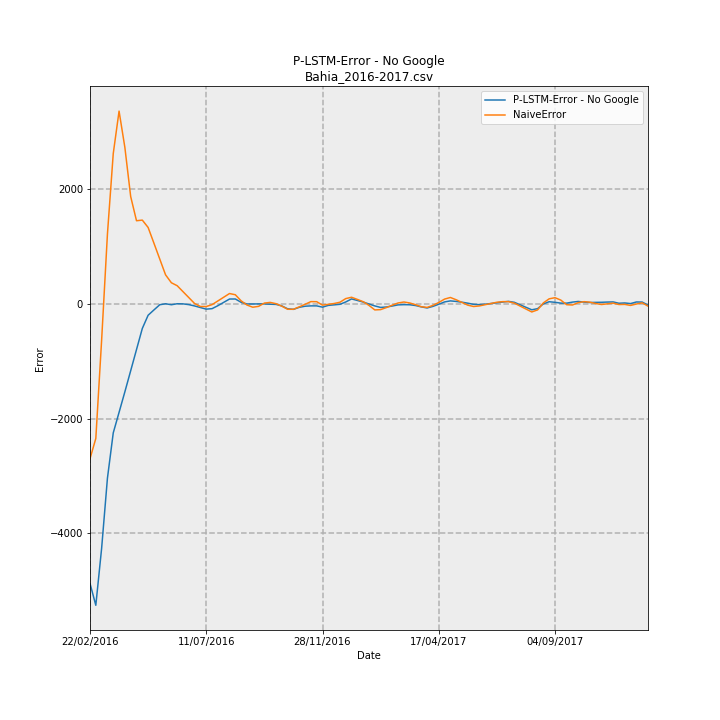 P-LSTM-Error - No Google
Bahia_2016-2017.csv
P-LSTM-Error - No Google
NaiveError
2000
0
−2000
−4000
Error
22/02/2016 11/07/2016 28/11/2016 17/04/2017 04/09/2017
Date